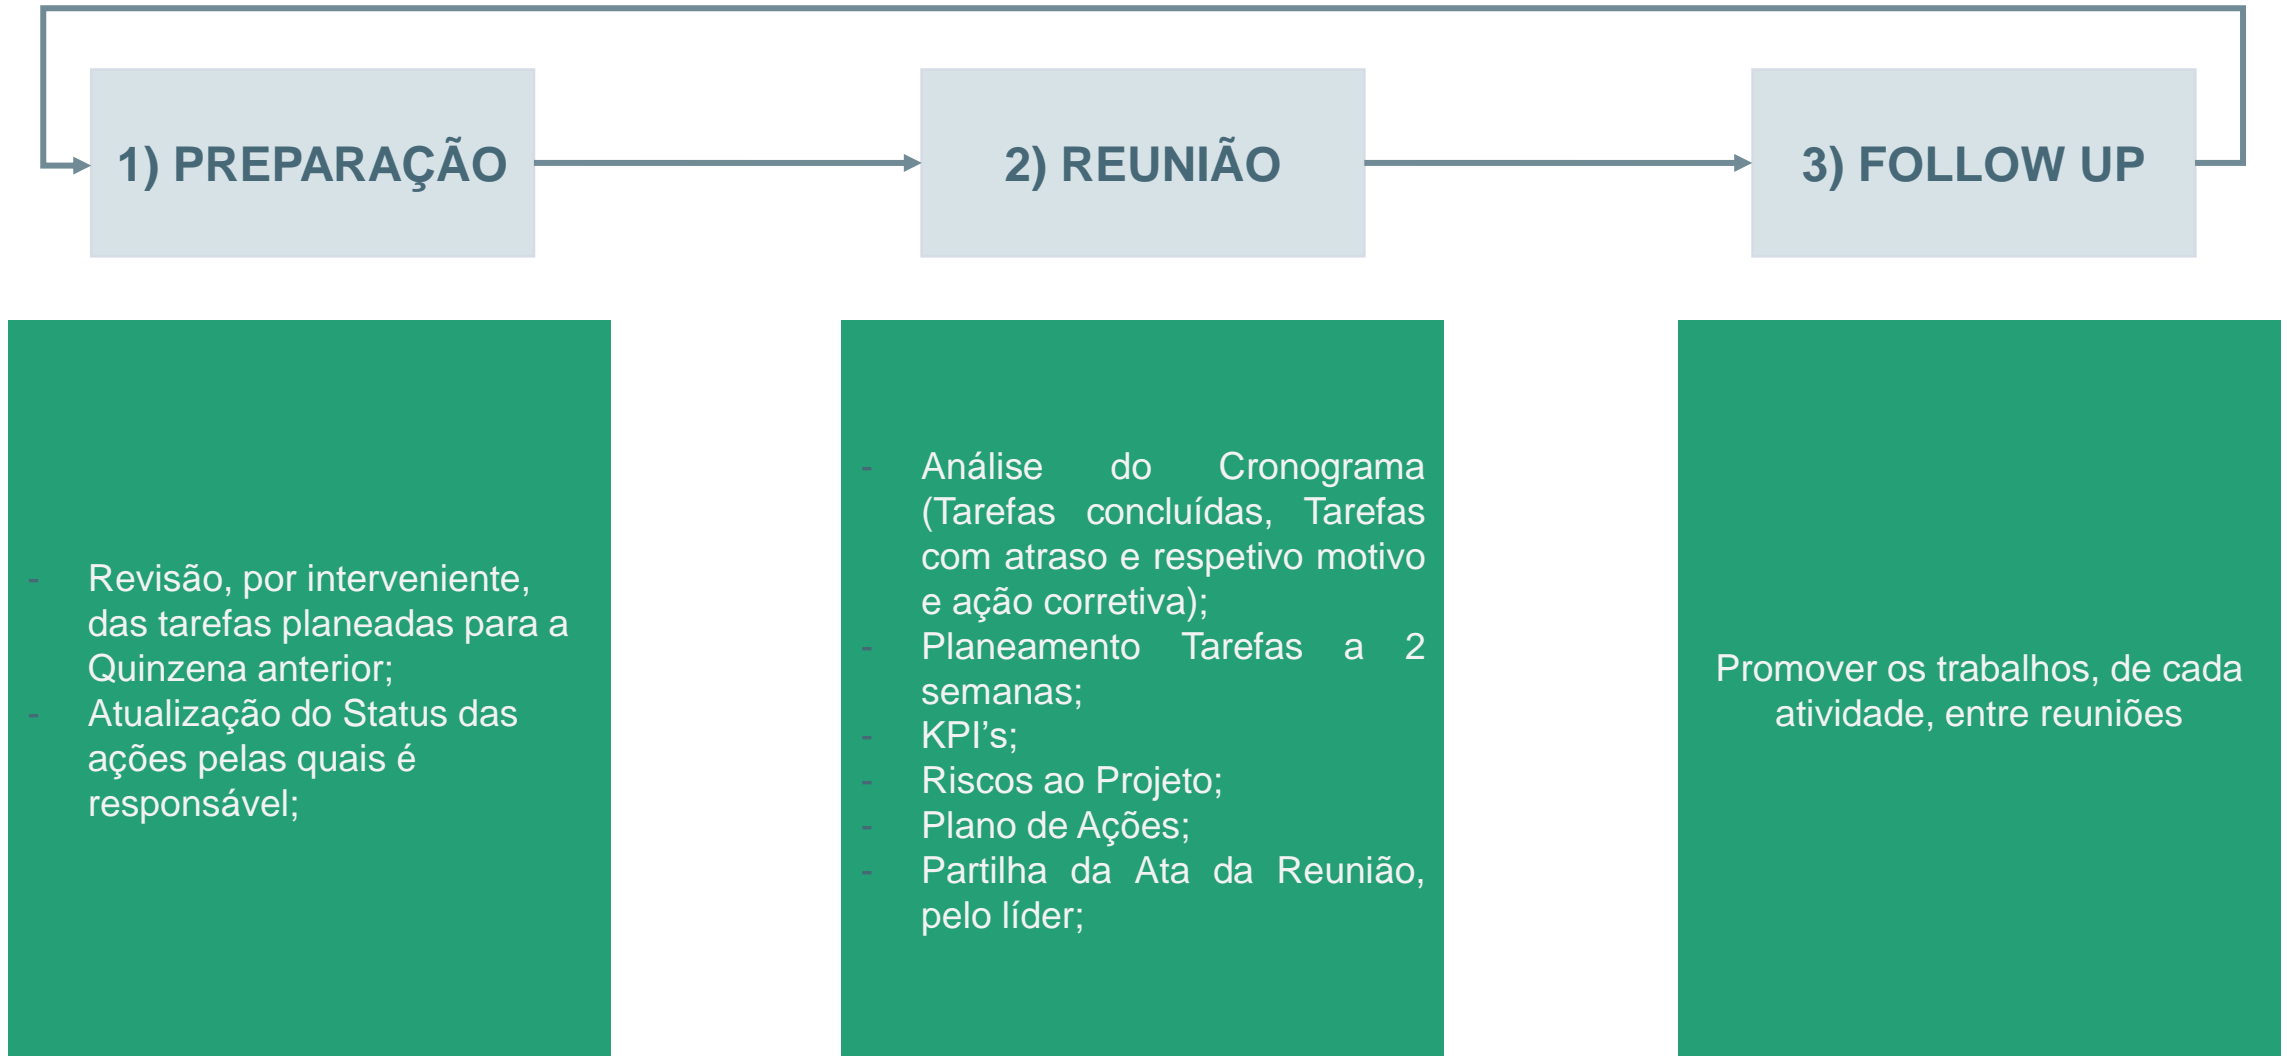 1) PREPARAÇÃO
2) REUNIÃO
3) FOLLOW UP
- Revisão, por interveniente,
das tarefas planeadas para a
Quinzena anterior;
- Atualização do Status das
ações pelas quais é
responsável;
- Análise do Cronograma
(Tarefas concluídas, Tarefas
com atraso e respetivo motivo
e ação corretiva);
- Planeamento Tarefas a 2
semanas;
- KPI’s;
- Riscos ao Projeto;
- Plano de Ações;
- Partilha da Ata da Reunião,
pelo líder;
Promover os trabalhos, de cada
atividade, entre reuniões